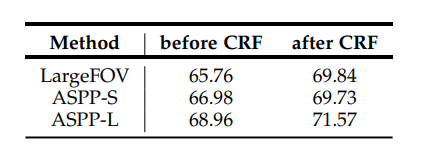 Method before CRF after CRF
LargeFOV 65.76 69.84
ASPP-S 66.98 69.73
ASPP-L 68.96 71.57